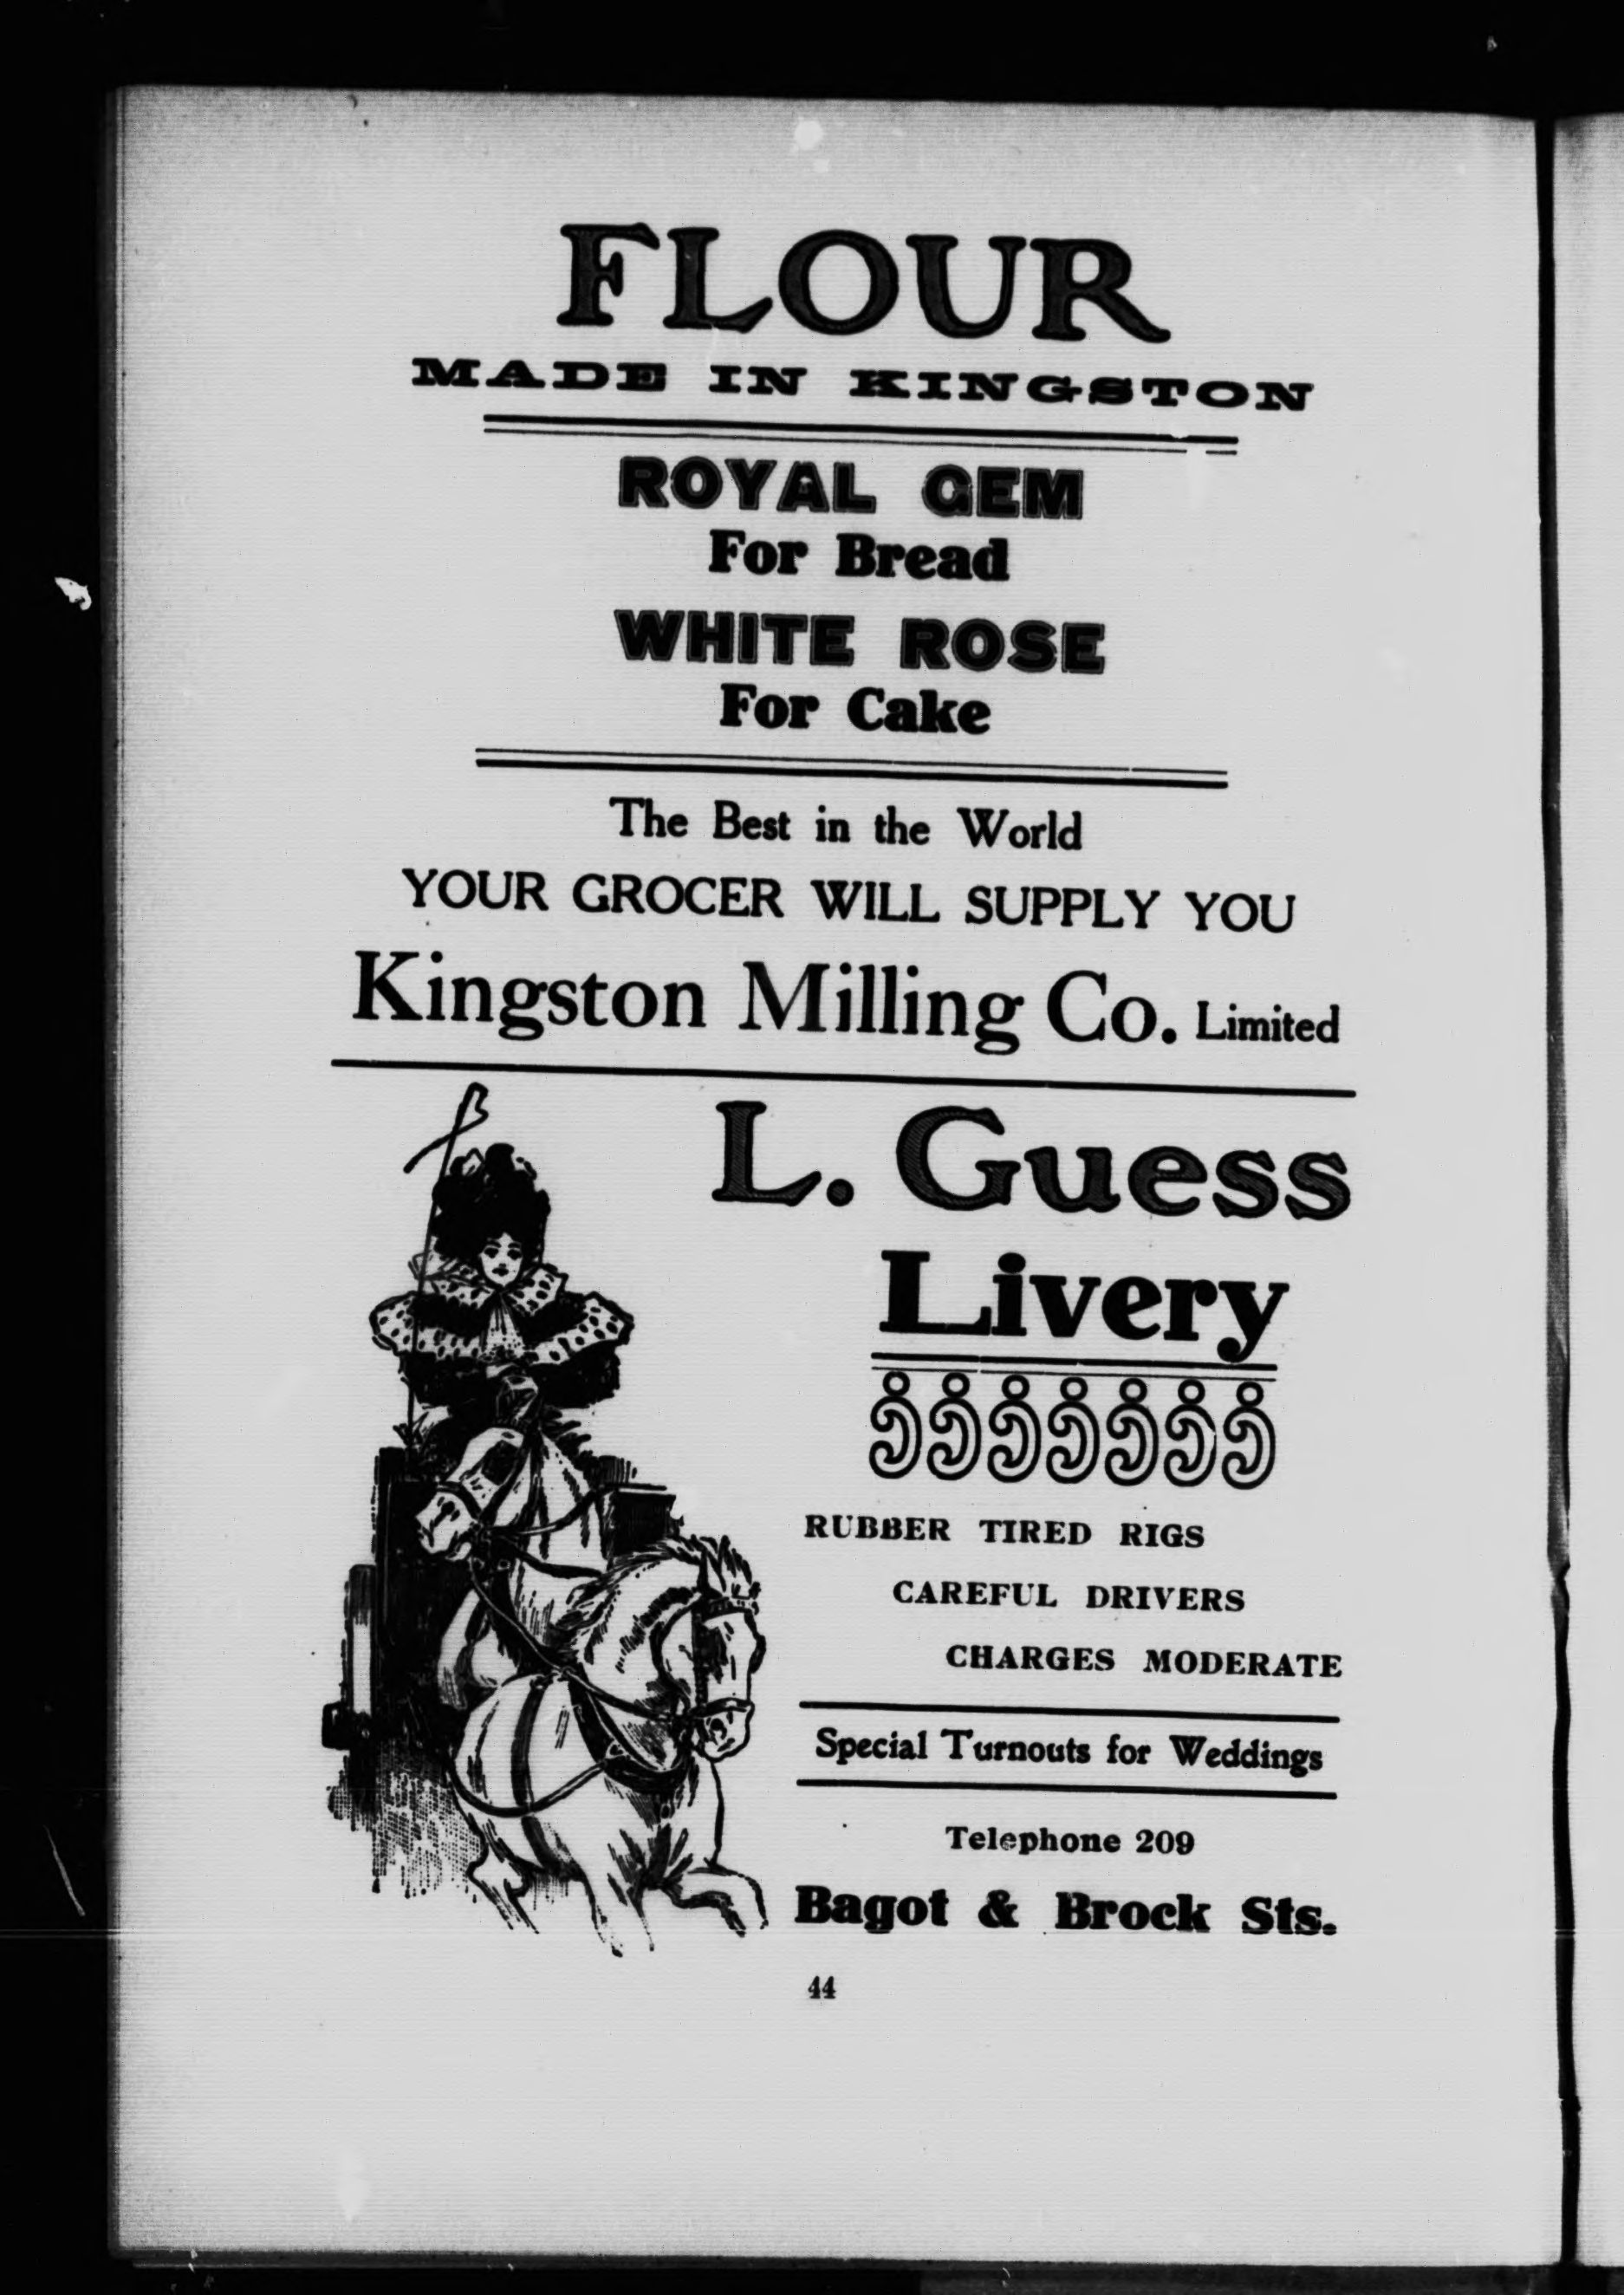 FLOUR
MADE IN KINGSTON
ROYAL GEM
For Bread
WHITE ROSE
For Cake
The Best in the World
YOUR GROCER WILL SUPPLY YOU
Kingston Milling Co. Limited
L. Guess
Livery
RUBBER TIRED RIGS
CAREFUL DRIVERS
CHARGES MODERATE
Special Turnouts for Weddings
Telephone 209
Bagot & Brock Sts.
44